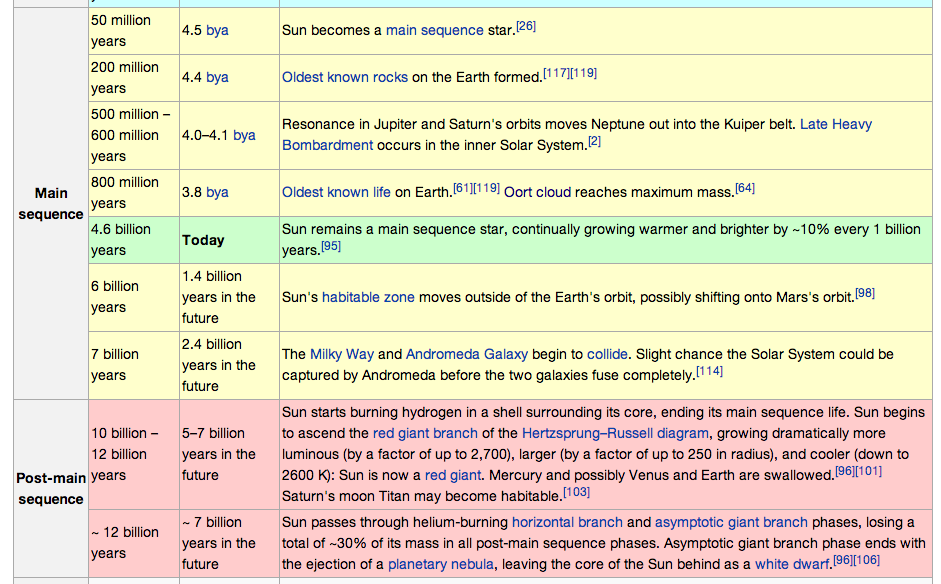 50 million
years
4.5 bya
Sun becomes a main sequence star.[26]
200 million
years
4.4 bya
Oldest known rocks on the Earth formed.[117][119]
500 million –
600 million
years
4.0–4.1 bya
Resonance in Jupiter and Saturn's orbits moves Neptune out into the Kuiper belt. Late Heavy
Bombardment occurs in the inner Solar System.[2]
Main
sequence
800 million
years
3.8 bya
Oldest known life on Earth.[61][119] Oort cloud reaches maximum mass.[64]
4.6 billion
years
Today
Sun remains a main sequence star, continually growing warmer and brighter by ~10% every 1 billion
years.[95]
6 billion
years
1.4 billion
years in the
future
Sun's habitable zone moves outside of the Earth's orbit, possibly shifting onto Mars's orbit.[98]
7 billion
years
2.4 billion
years in the
future
The Milky Way and Andromeda Galaxy begin to collide. Slight chance the Solar System could be
captured by Andromeda before the two galaxies fuse completely.[114]
Post-main
sequence
10 billion –
12 billion
years
5–7 billion
years in the
future
Sun starts burning hydrogen in a shell surrounding its core, ending its main sequence life. Sun begins
to ascend the red giant branch of the Hertzsprung–Russell diagram, growing dramatically more
luminous (by a factor of up to 2,700), larger (by a factor of up to 250 in radius), and cooler (down to
2600 K): Sun is now a red giant. Mercury and possibly Venus and Earth are swallowed.[96][101]
Saturn's moon Titan may become habitable.[103]
~ 12 billion
years
~ 7 billion
years in the
future
Sun passes through helium-burning horizontal branch and asymptotic giant branch phases, losing a
total of ~30% of its mass in all post-main sequence phases. Asymptotic giant branch phase ends with
the ejection of a planetary nebula, leaving the core of the Sun behind as a white dwarf.[96][106]